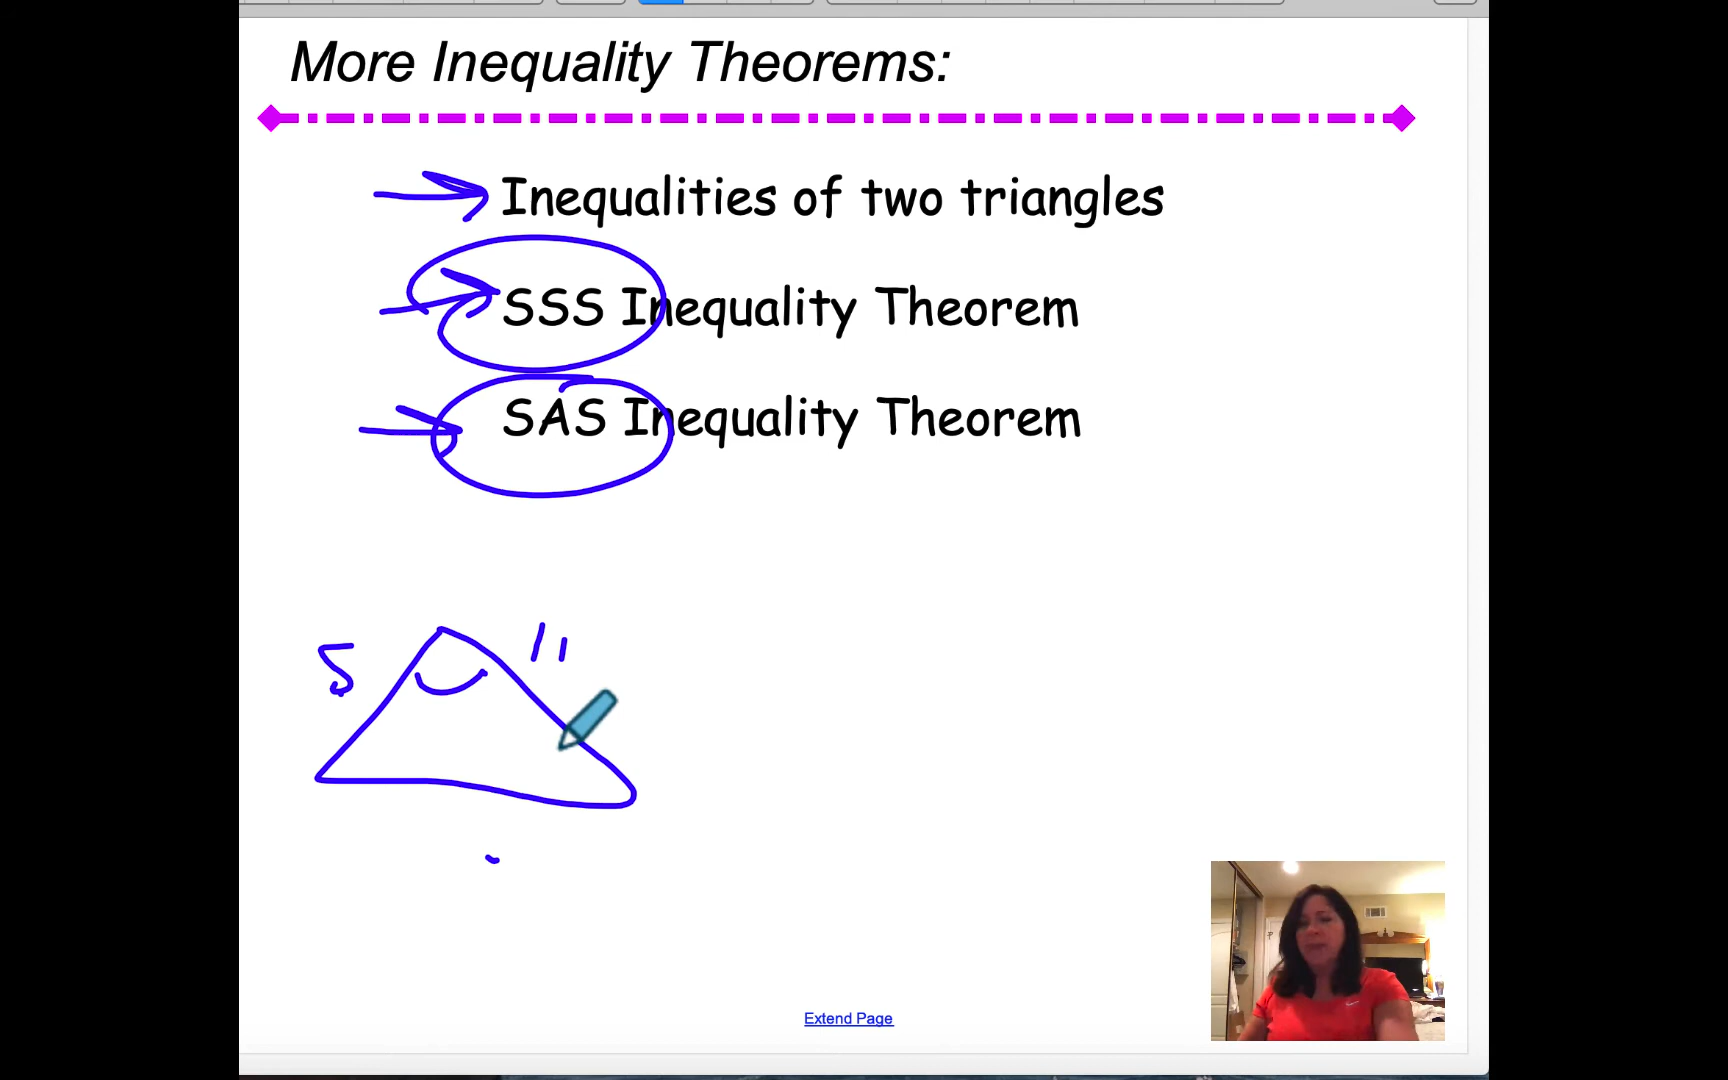 More Inequality Theorems:
Inequalities of two triangles
SSS Inequality Theorem
SAS Inequality Theorem
5
11
Extend Page